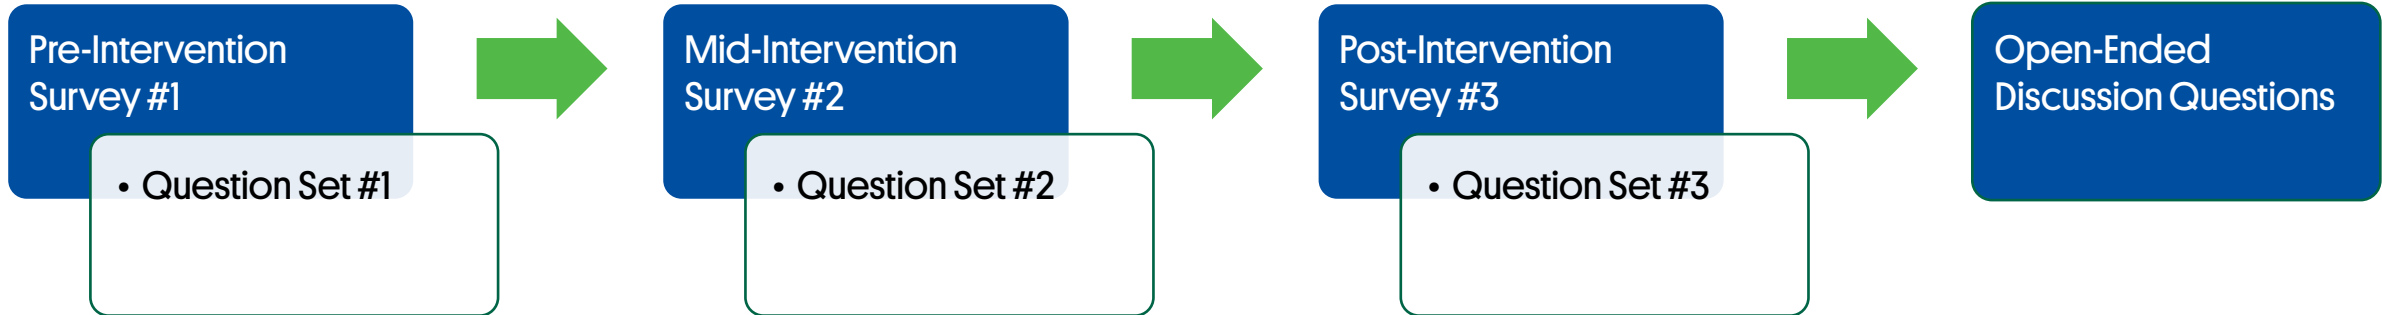 Pre-Intervention
Survey #1
• Question Set #1
Mid-Intervention
Survey #2
• Question Set #2
Post-Intervention
Survey #3
• Question Set #3
Open-Ended
Discussion Questions